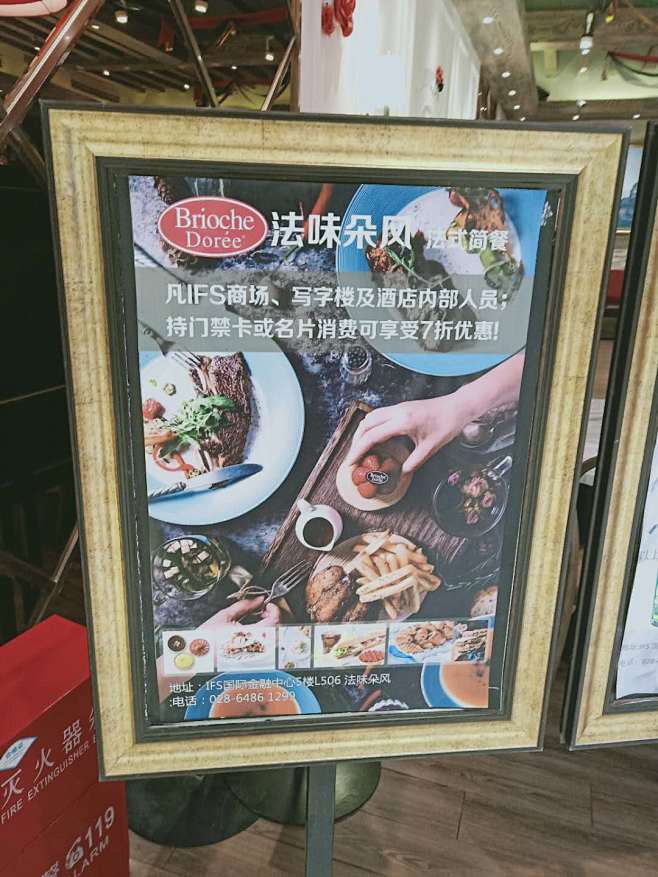 Brioche
Dorée
法味朵风 法式简餐
凡IFS商场、写字楼及酒店内部人员；
持门禁卡或名片消费可享受7折优惠!
地址：IFS国际金融中心5楼L506 法味朵风
:电话：028-6486 1299
灭火器
FIRE EXTINGUISHER
119